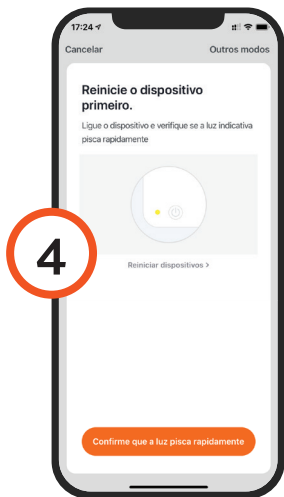 17:24
Cancelar Outros modos
Reinicie o dispositivo
primeiro.
Ligue o dispositivo e verifique se a luz indicativa
pisca rapidamente
4
Reiniciar dispositivos >
Confirme que a luz pisca rapidamente